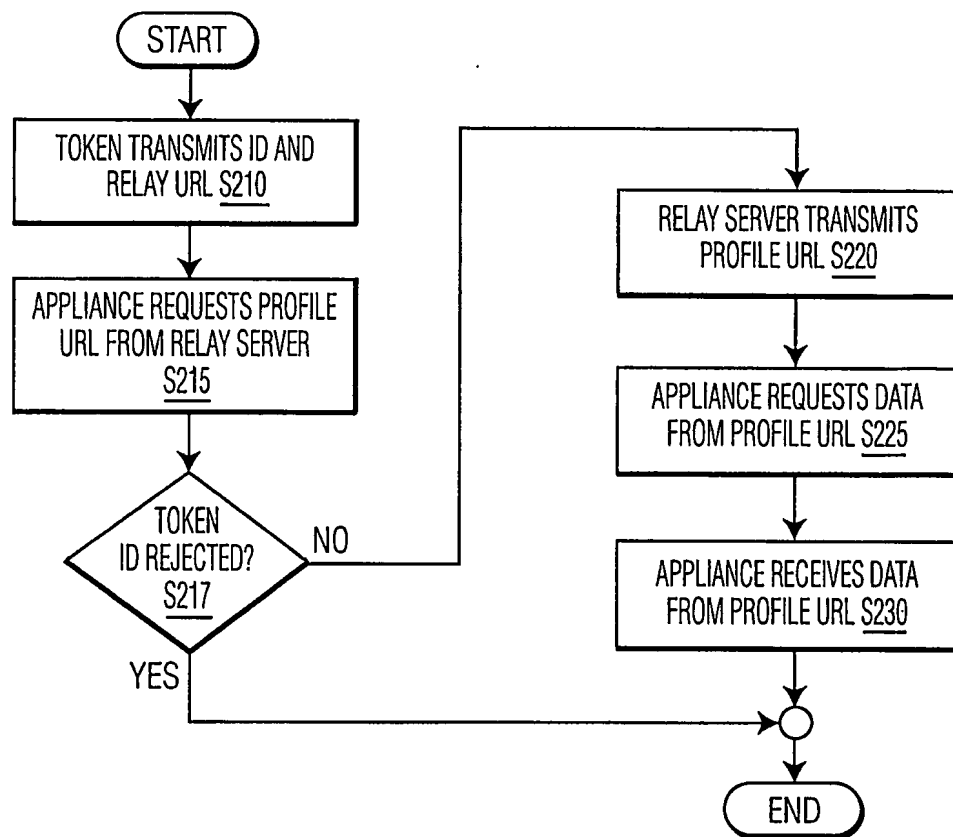 START
TOKEN TRANSMITS ID AND
RELAY URL S210
APPLIANCE REQUESTS PROFILE
URL FROM RELAY SERVER
S215
TOKEN
ID REJECTED?
S217
NO
YES
RELAY SERVER TRANSMITS
PROFILE URL S220
APPLIANCE REQUESTS DATA
FROM PROFILE URL S225
APPLIANCE RECEIVES DATA
FROM PROFILE URL S230
END